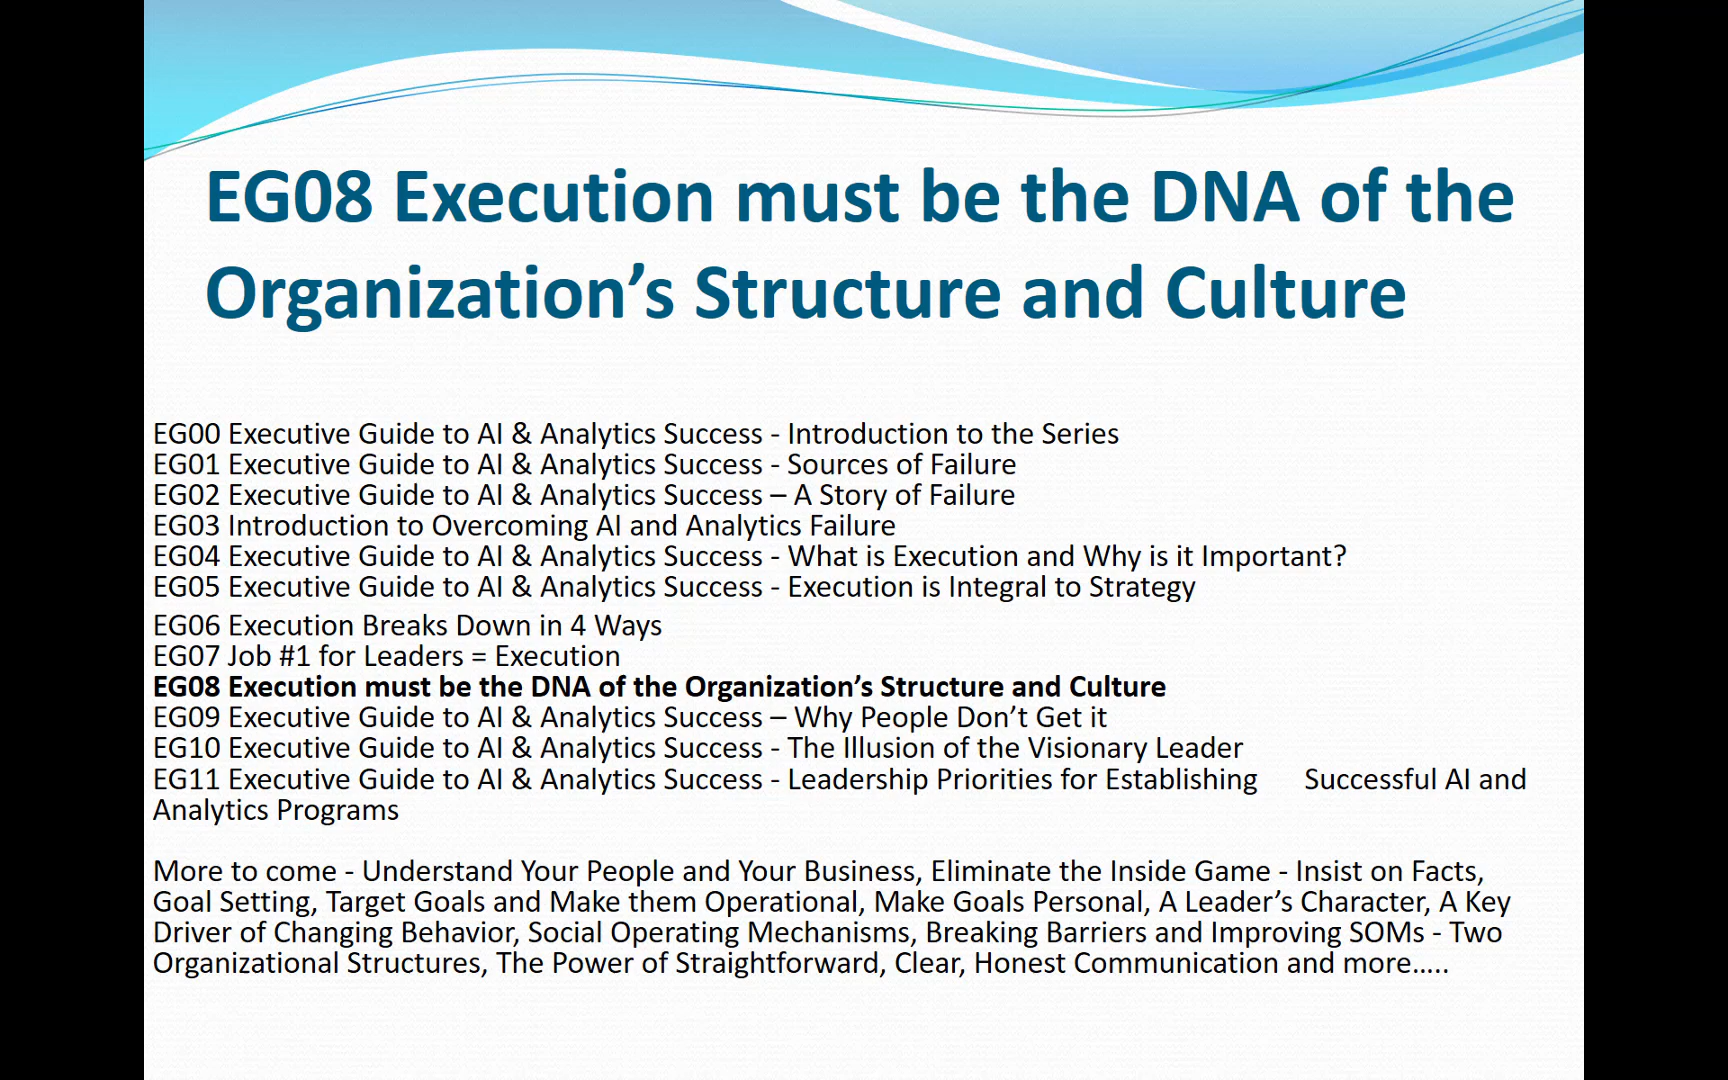 EG08 Execution must be the DNA of the
Organization’s Structure and Culture
EG00 Executive Guide to AI & Analytics Success - Introduction to the Series
EG01 Executive Guide to AI & Analytics Success - Sources of Failure
EG02 Executive Guide to AI & Analytics Success – A Story of Failure
EG03 Introduction to Overcoming AI and Analytics Failure
EG04 Executive Guide to AI & Analytics Success - What is Execution and Why is it Important?
EG05 Executive Guide to AI & Analytics Success - Execution is Integral to Strategy
EG06 Execution Breaks Down in 4 Ways
EG07 Job #1 for Leaders = Execution
EG08 Execution must be the DNA of the Organization’s Structure and Culture
EG09 Executive Guide to AI & Analytics Success – Why People Don’t Get it
EG10 Executive Guide to AI & Analytics Success - The Illusion of the Visionary Leader
EG11 Executive Guide to AI & Analytics Success - Leadership Priorities for Establishing Successful AI and
Analytics Programs
More to come - Understand Your People and Your Business, Eliminate the Inside Game - Insist on Facts,
Goal Setting, Target Goals and Make them Operational, Make Goals Personal, A Leader’s Character, A Key
Driver of Changing Behavior, Social Operating Mechanisms, Breaking Barriers and Improving SOMs - Two
Organizational Structures, The Power of Straightforward, Clear, Honest Communication and more…..